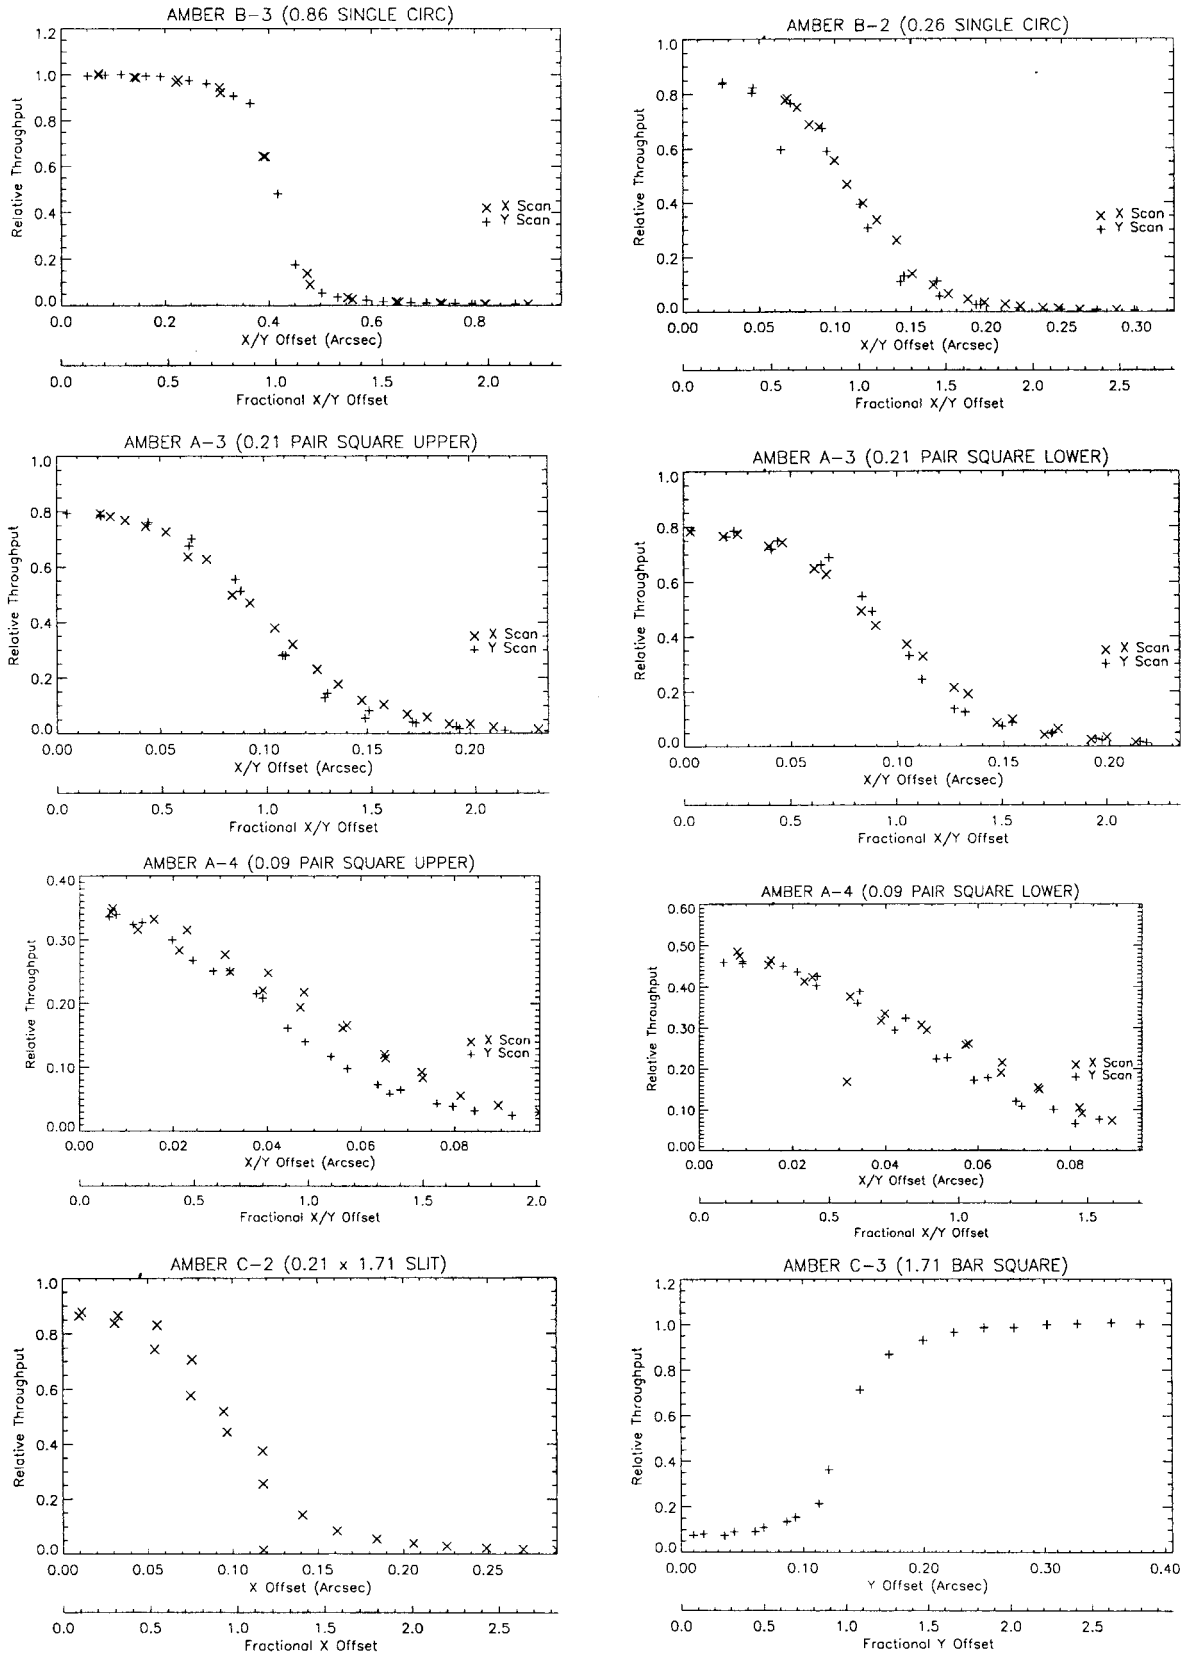 AMBER B-3 (0.86 SINGLE CIRC)
1.2
1.0
0.8
0.6
0.4
0.2
0.0
Relative Throughput
X Scan
Y Scan
0.0 0.2 0.4 0.6 0.8
X/Y Offset (Arcsec)
0.0 0.5 1.0 1.5 2.0
Fractional X/Y Offset
AMBER B-2 (0.26 SINGLE CIRC)
1.0
0.8
0.6
0.4
0.2
0.0
Relative Throughput
X Scan
Y Scan
0.00 0.05 0.10 0.15 0.20 0.25 0.30
X/Y Offset (Arcsec)
0.0 0.5 1.0 1.5 2.0 2.5
Fractional X/Y Offset
AMBER A-3 (0.21 PAIR SQUARE UPPER)
1.0
0.8
0.6
0.4
0.2
0.0
Relative Throughput
X Scan
Y Scan
0.00 0.05 0.10 0.15 0.20
X/Y Offset (Arcsec)
0.0 0.5 1.0 1.5 2.0
Fractional X/Y Offset
AMBER A-3 (0.21 PAIR SQUARE LOWER)
1.0
0.8
0.6
0.4
0.2
0.0
Relative Throughput
X Scan
Y Scan
0.00 0.05 0.10 0.15 0.20
X/Y Offset (Arcsec)
0.0 0.5 1.0 1.5 2.0
Fractional X/Y Offset
AMBER A-4 (0.09 PAIR SQUARE UPPER)
0.40
0.30
0.20
0.10
0.00
Relative Throughput
X Scan
Y Scan
0.00 0.02 0.04 0.06 0.08
X/Y Offset (Arcsec)
0.0 0.5 1.0 1.5 2.0
Fractional X/Y Offset
AMBER A-4 (0.09 PAIR SQUARE LOWER)
0.60
0.50
0.40
0.30
0.20
0.10
0.00
Relative Throughput
X Scan
Y Scan
0.00 0.02 0.04 0.06 0.08
X/Y Offset (Arcsec)
0.0 0.5 1.0 1.5
Fractional X/Y Offset
AMBER C-2 (0.21 x 1.71 SLIT)
1.0
0.8
0.6
0.4
0.2
0.0
Relative Throughput
0.00 0.05 0.10 0.15 0.20 0.25
X Offset (Arcsec)
0.0 0.5 1.0 1.5 2.0 2.5
Fractional X Offset
AMBER C-3 (1.71 BAR SQUARE)
1.2
1.0
0.8
0.6
0.4
0.2
0.0
Relative Throughput
0.00 0.10 0.20 0.30 0.40
Y Offset (Arcsec)
0.0 0.5 1.0 1.5 2.0 2.5
Fractional Y Offset